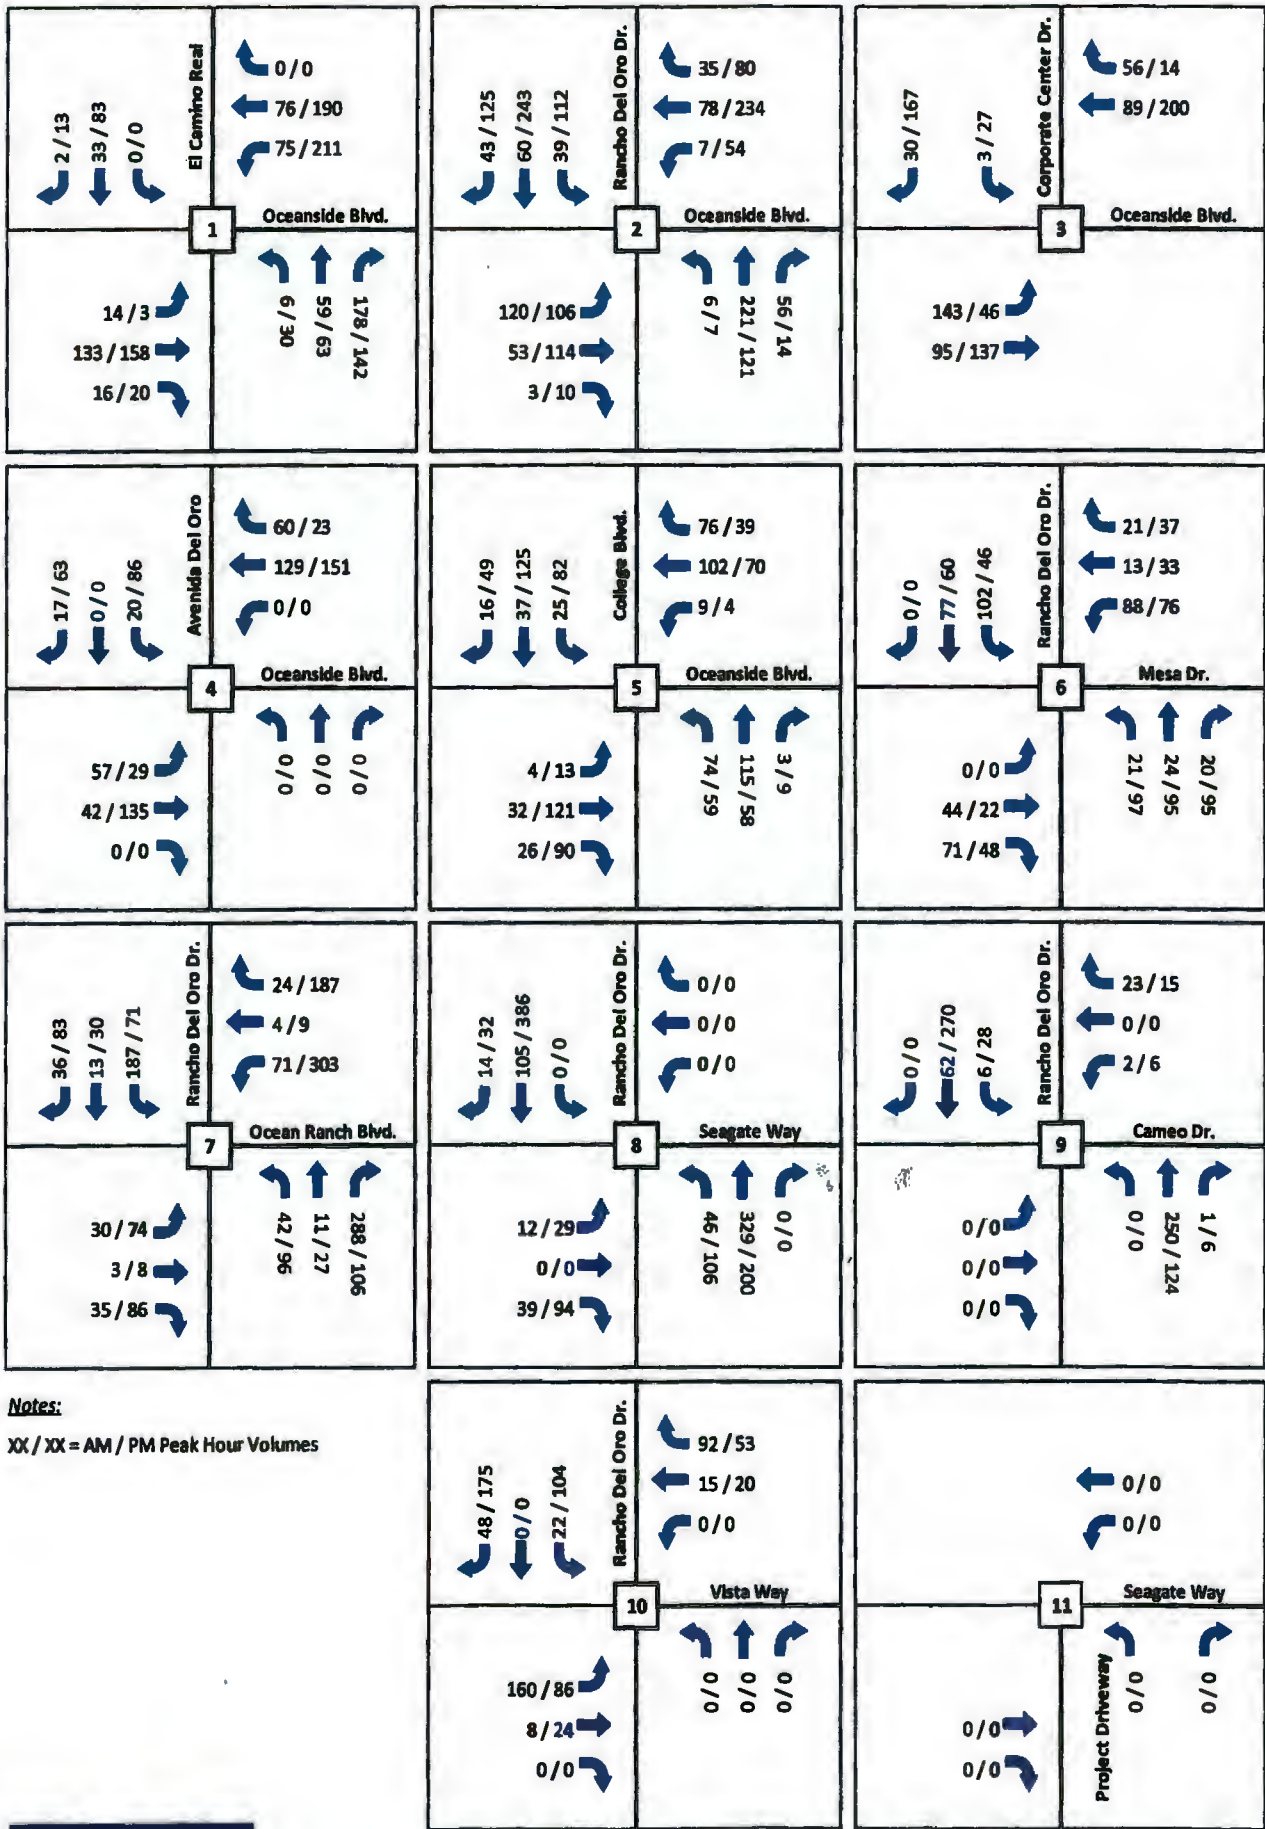 El Camino Real
2 / 13
33 / 83
0 / 0
0 / 0
76 / 190
75 / 211
1
Oceanside Blvd.
14 / 3
133 / 158
16 / 20
6 / 30
59 / 63
178 / 142
Rancho Del Oro Dr.
43 / 125
60 / 243
39 / 112
35 / 80
78 / 234
7 / 54
2
Oceanside Blvd.
120 / 106
53 / 114
3 / 10
6 / 7
221 / 121
56 / 14
Corporate Center Dr.
30 / 167
3 / 27
56 / 14
89 / 200
3
Oceanside Blvd.
143 / 46
95 / 137
Avenida Del Oro
17 / 63
0 / 0
20 / 86
60 / 23
129 / 151
0 / 0
4
Oceanside Blvd.
57 / 29
42 / 135
0 / 0
0 / 0
0 / 0
0 / 0
College Blvd.
16 / 49
37 / 125
25 / 82
76 / 39
102 / 70
9 / 4
5
Oceanside Blvd.
4 / 13
32 / 121
26 / 90
74 / 59
115 / 58
3 / 9
Rancho Del Oro Dr.
0 / 0
77 / 60
102 / 46
21 / 37
13 / 33
88 / 76
6
Mesa Dr.
0 / 0
44 / 22
71 / 48
21 / 97
24 / 95
20 / 95
Rancho Del Oro Dr.
36 / 83
13 / 30
187 / 71
24 / 187
4 / 9
71 / 303
7
Ocean Ranch Blvd.
30 / 74
3 / 8
35 / 86
42 / 96
11 / 27
288 / 106
Rancho Del Oro Dr.
14 / 32
105 / 386
0 / 0
0 / 0
0 / 0
0 / 0
8
Seagate Way
12 / 29
0 / 0
39 / 94
46 / 106
329 / 200
0 / 0
Rancho Del Oro Dr.
0 / 0
62 / 270
6 / 28
23 / 15
0 / 0
2 / 6
9
Cameo Dr.
0 / 0
0 / 0
0 / 0
0 / 0
250 / 124
1 / 6
Notes:
XX / XX = AM / PM Peak Hour Volumes
Rancho Del Oro Dr.
48 / 175
0 / 0
22 / 104
92 / 53
15 / 20
0 / 0
10
Vista Way
160 / 86
8 / 24
0 / 0
0 / 0
0 / 0
0 / 0
0 / 0
0 / 0
11
Seagate Way
Project Driveway
0 / 0
0 / 0
0 / 0
0 / 0